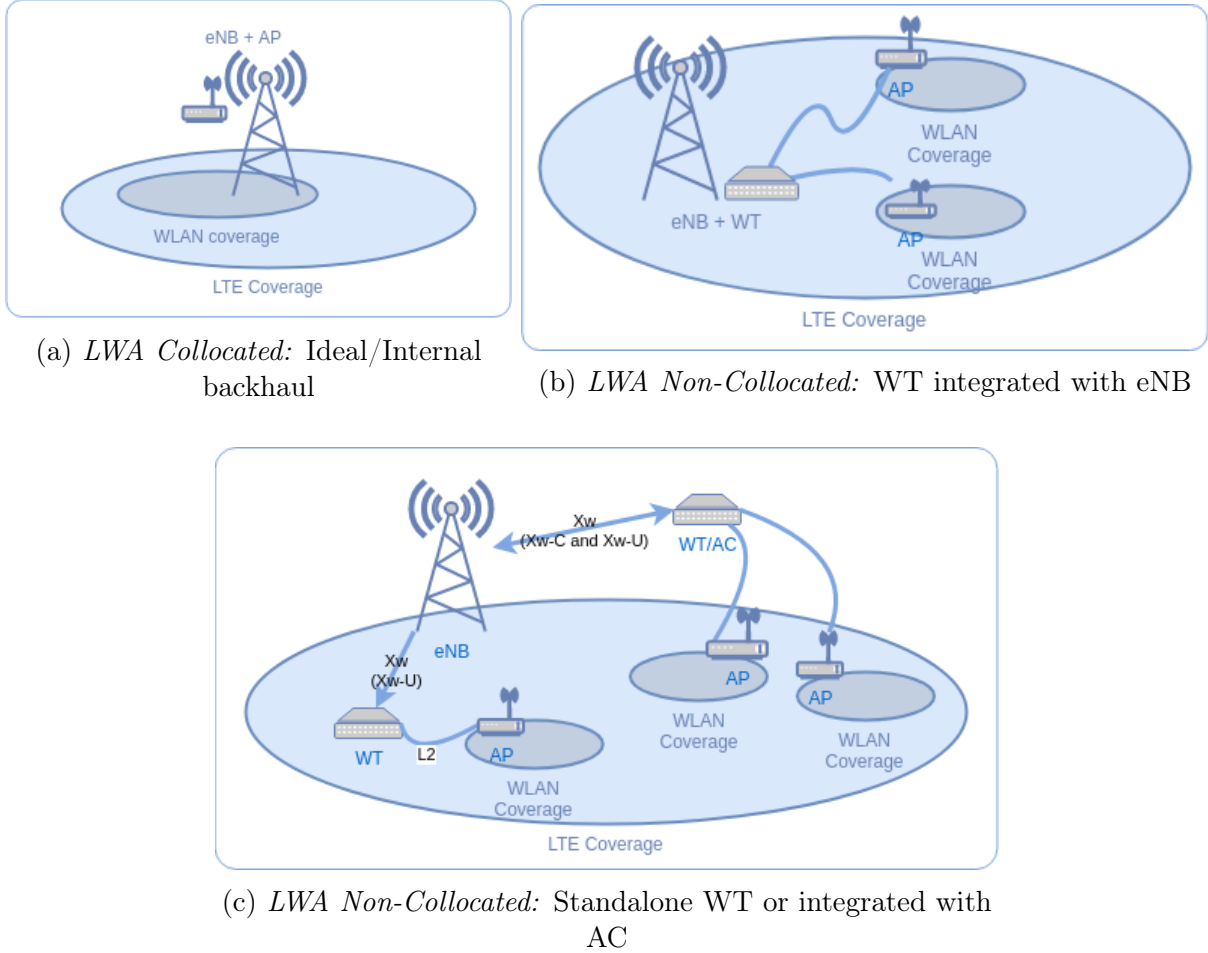 eNB + AP
WLAN coverage
LTE Coverage
(a) LWA Collocated: Ideal/Internal
backhaul
AP
WLAN
Coverage
eNB + WT
AP
WLAN
Coverage
LTE Coverage
(b) LWA Non-Collocated: WT integrated with eNB
Xw
(Xw-C and Xw-U)
WT/AC
eNB
Xw
(Xw-U)
WT
L2
AP
WLAN
Coverage
AP
WLAN
Coverage
AP
WLAN
Coverage
LTE Coverage
(c) LWA Non-Collocated: Standalone WT or integrated with
AC